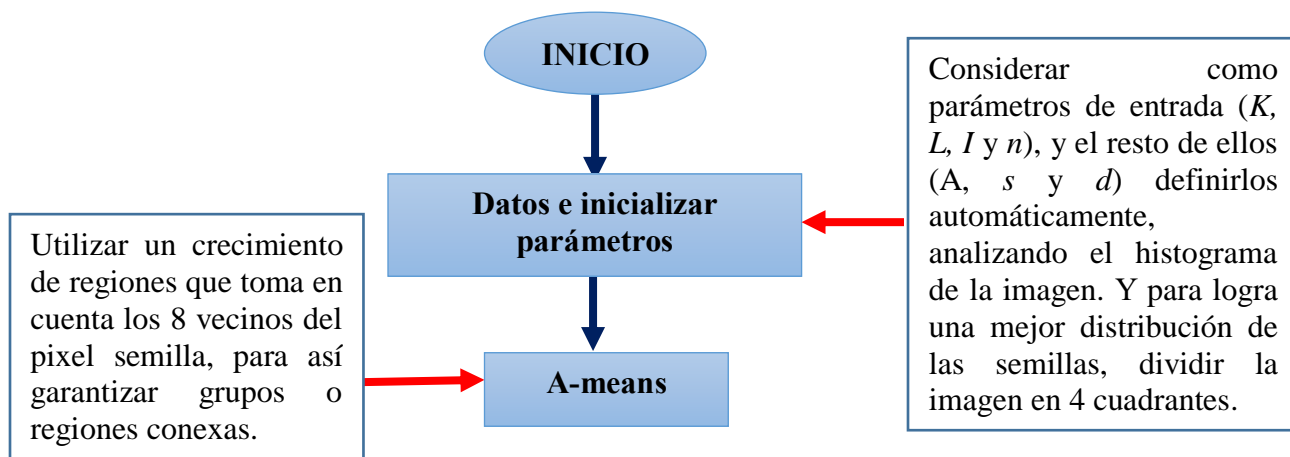 INICIO
Datos e inicializar
parámetros
A-means
Considerar como
parámetros de entrada (K,
L, I y n), y el resto de ellos
(A, s y d) definirlos
automáticamente,
analizando el histograma
de la imagen. Y para logra
una mejor distribución de
las semillas, dividir la
imagen en 4 cuadrantes.
Utilizar un crecimiento
de regiones que toma en
cuenta los 8 vecinos del
pixel semilla, para así
garantizar grupos o
regiones conexas.